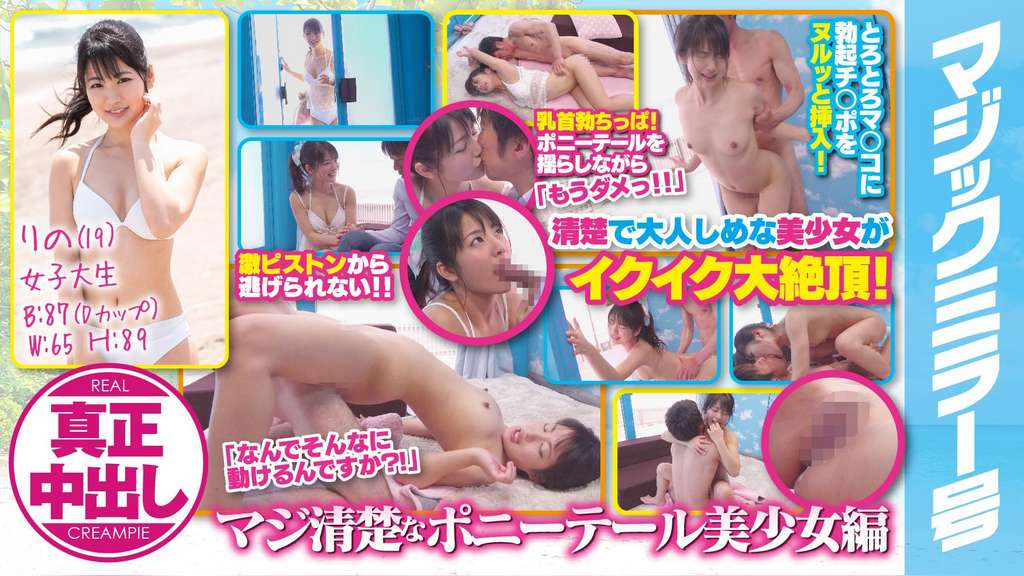 りの(19)
女子大生
B:87(Dカップ)
W:65 H:89
REAL
真正
中出し
CREAMPIE
乳首勃ちっぱ!
ポニーテールを
揺らしながら
「もうダメっ!!」
とろとろマ○コに
勃起チ○ポを
ヌルッと挿入!
清楚で大人しめな美少女が
イクイク大絶頂!
激ピストンから
逃げられない!!
「なんでそんなに
動けるんですか?!」
マジ清楚なポニーテール美少女編
マジックミラー号